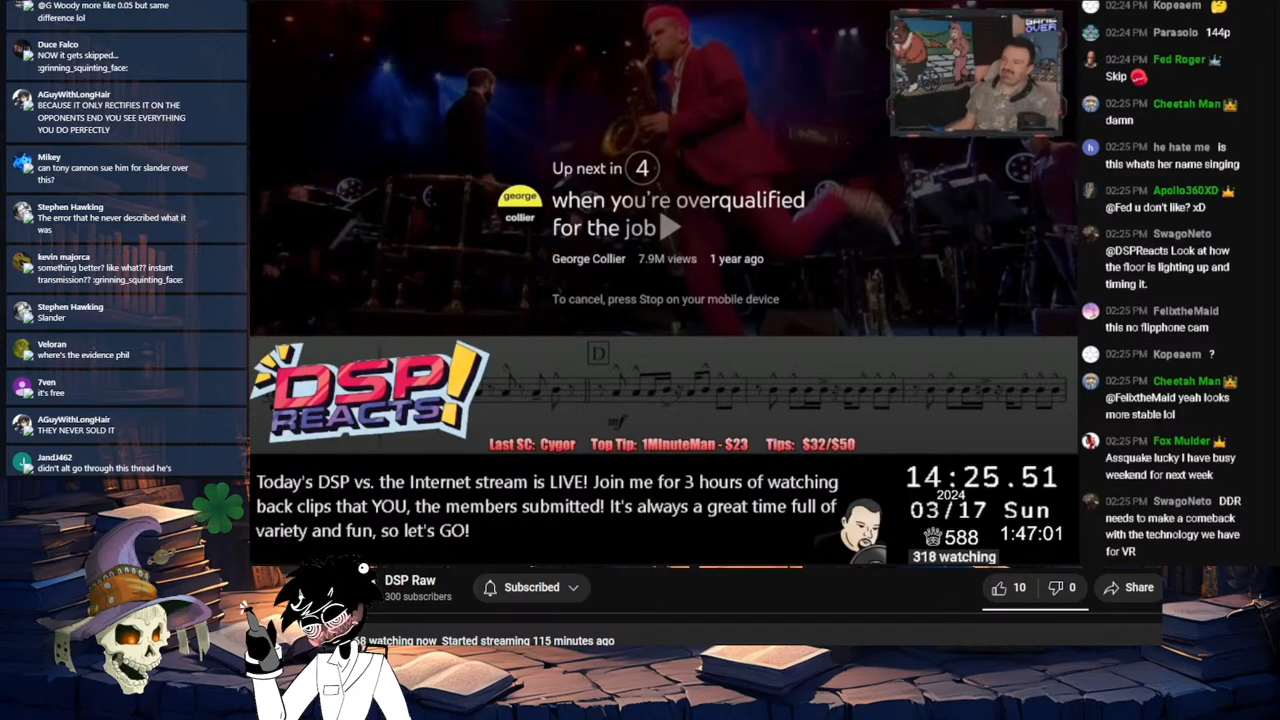 @G Woody more like 0.05 but same
difference lol
Duce Falco
NOW it gets skipped...
:grinning_squinting_face:
AGuyWithLongHair
BECAUSE IT ONLY RECTIFIES IT ON THE
OPPONENTS END YOU SEE EVERYTHING
YOU DO PERFECTLY
Mikey
can tony cannon sue him for slander over
this?
Stephen Hawking
The error that he never described what it
was
kevin majorca
something better? like what?? instant
transmission?? :grinning_squinting_face:
Stephen Hawking
Slander
Veloran
where's the evidence phil
7ven
it's free
AGuyWithLongHair
THEY NEVER SOLD IT
JandJ462
didn't alt go through this thread he's
GAME
OVER
Up next in 4
george
collier
when you're overqualified
for the job
George Collier 7.9M views 1 year ago
To cancel, press Stop on your mobile device
D
mf
DSP
REACTS!
Last SC: Cygor Top Tip: 1MinuteMan - $23 Tips: $32/$50
Today's DSP vs. the Internet stream is LIVE! Join me for 3 hours of watching
back clips that YOU, the members submitted! It's always a great time full of
variety and fun, so let's GO!
14:25.51
2024
03/17 Sun
588 1:47:01
318 watching
DSP Raw
300 subscribers
Subscribed
10
0
Share
watching now Started streaming 115 minutes ago
02:24 PM Kopeaem
02:24 PM Parasolo 144p
02:24 PM Fed Roger
Skip
02:25 PM Cheetah Man
damn
02:25 PM he hate me is
this whats her name singing
02:25 PM Apollo360XD
@Fed u don't like? xD
02:25 PM SwagoNeto
@DSPReacts Look at how
the floor is lighting up and
timing it.
02:25 PM FelixtheMaid
this no flipphone cam
02:25 PM Kopeaem ?
02:25 PM Cheetah Man
@FelixtheMaid yeah looks
more stable lol
02:25 PM Fox Mulder
Assquake lucky I have busy
weekend for next week
02:25 PM SwagoNeto DDR
needs to make a comeback
with the technology we have
for VR